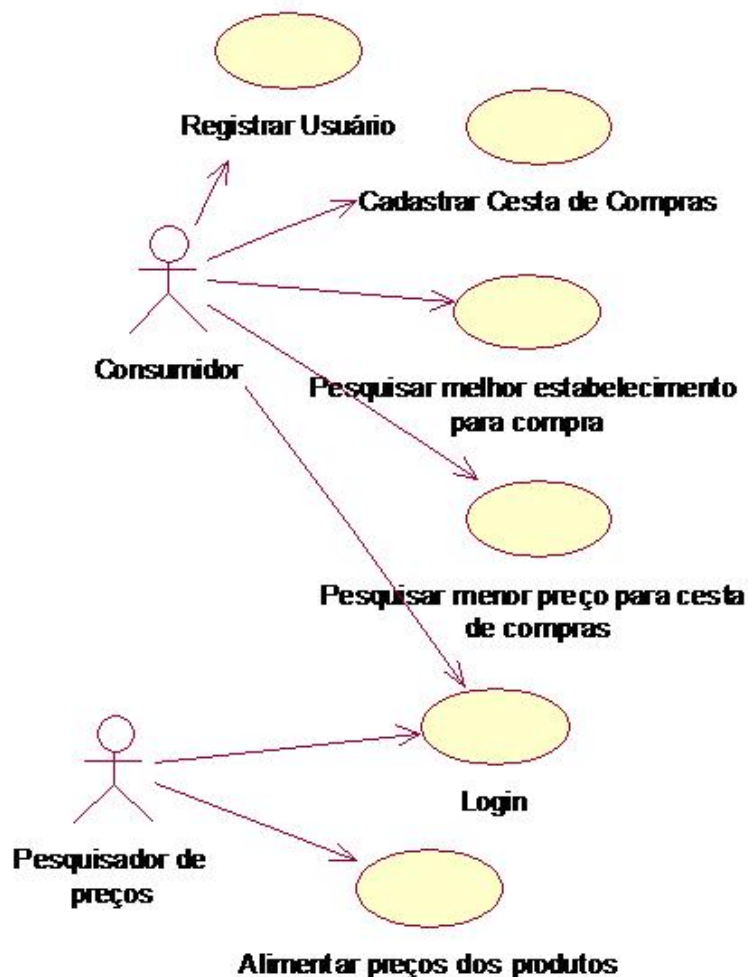 Registrar Usuário
Cadastrar Cesta de Compras
Consumidor
Pesquisar melhor estabelecimento
para compra
Pesquisar menor preço para cesta
de compras
Login
Pesquisador de
preços
Alimentar preços dos produtos